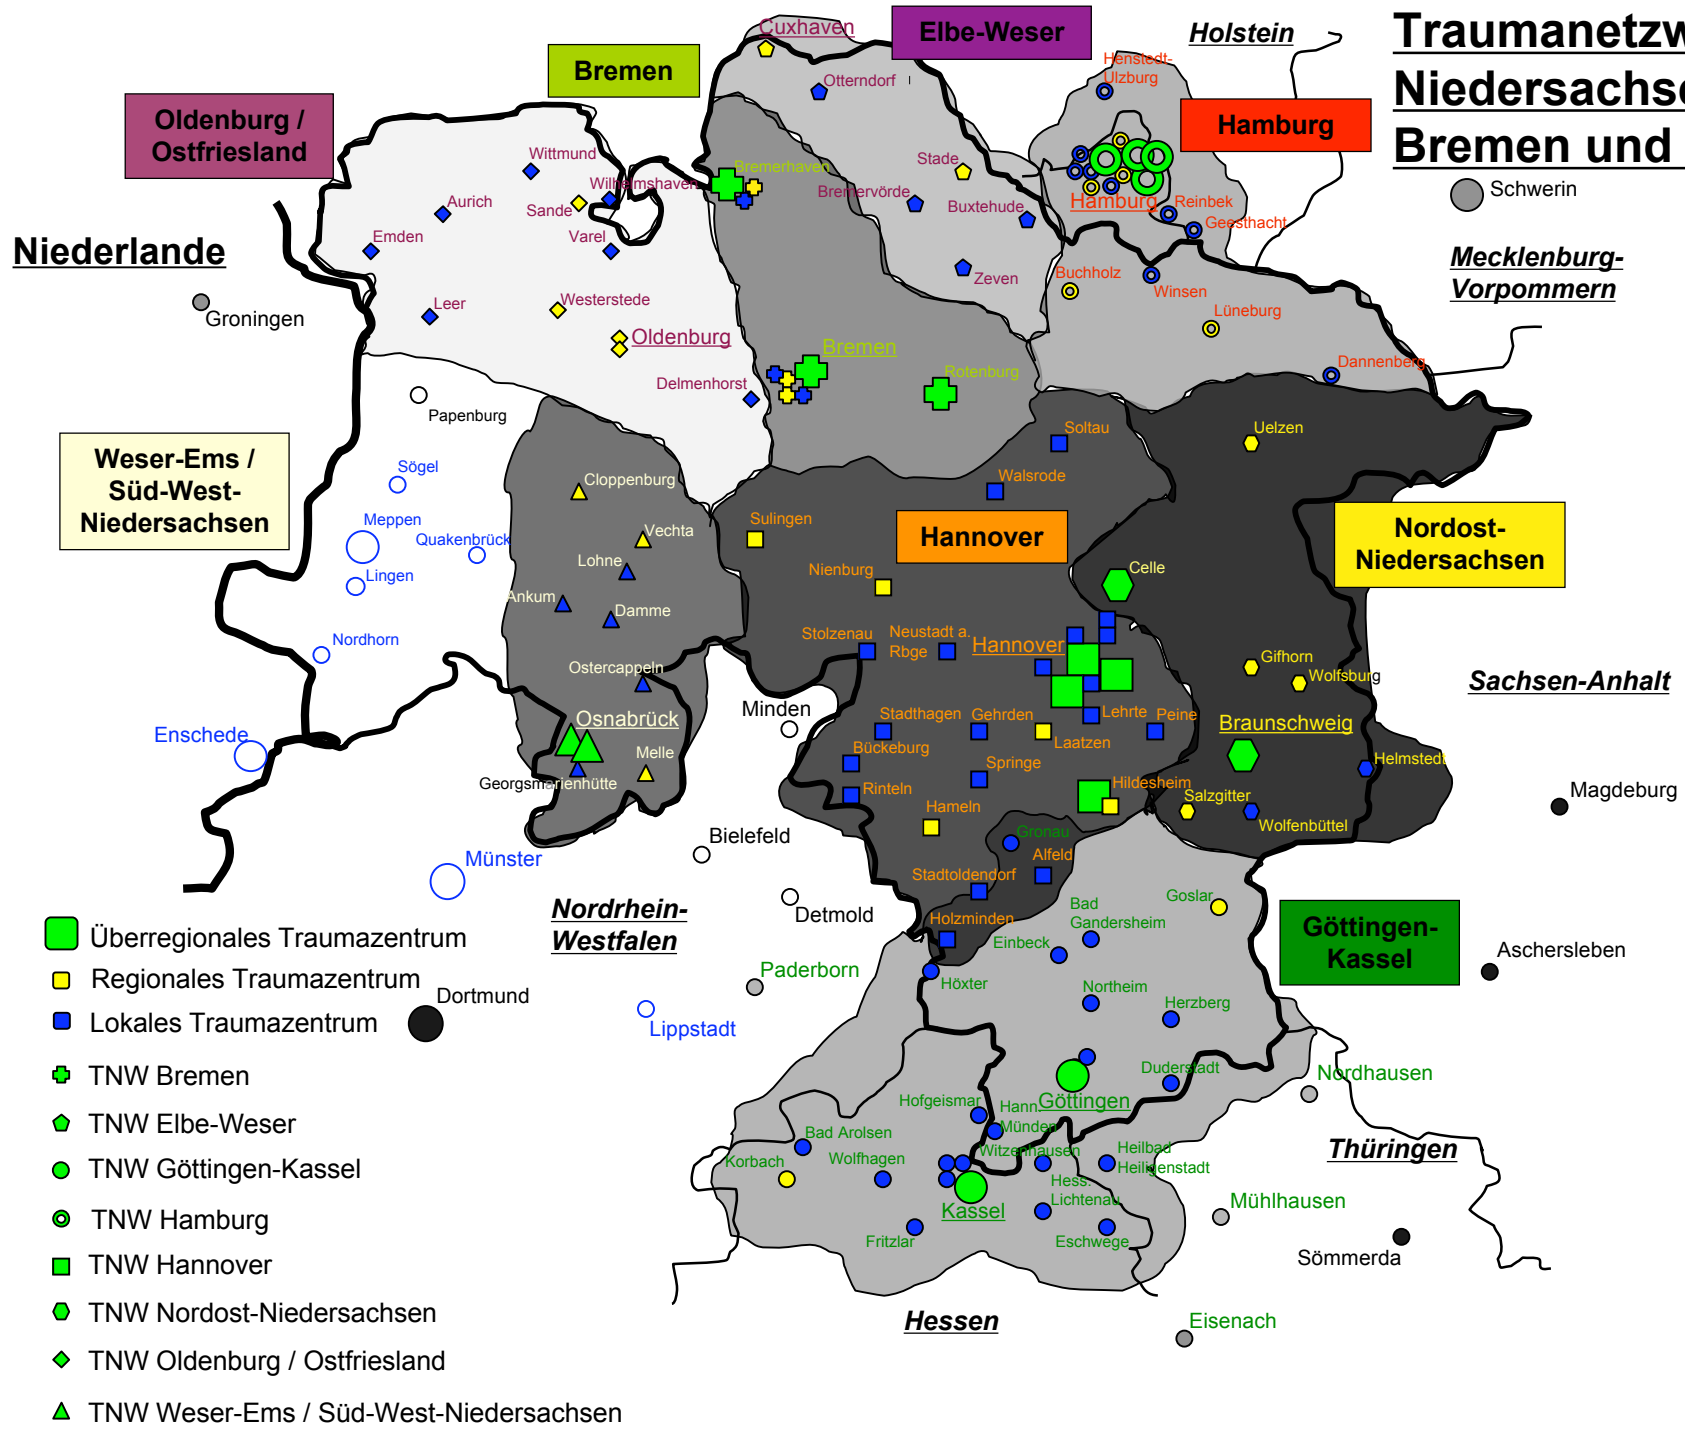 Traumanetzw
Niedersachse
Bremen und
Elbe-Weser
Bremen
Hamburg
Oldenburg /
Ostfriesland
Weser-Ems /
Süd-West-
Niedersachsen
Hannover
Nordost-
Niedersachsen
Göttingen-
Kassel
Holstein
Niederlande
Mecklenburg-
Vorpommern
Sachsen-Anhalt
Nordrhein-
Westfalen
Thüringen
Hessen
Cuxhaven
Otterndorf
Stade
Bremervörde
Buxtehude
Zeven
Henstedt-
Ulzburg
Hamburg
Reinbek
Geesthacht
Buchholz
Winsen
Lüneburg
Dannenberg
Schwerin
Wittmund
Wilhelmshaven
Sande
Aurich
Emden
Varel
Leer
Westerstede
Oldenburg
Delmenhorst
Bremerhaven
Bremen
Rotenburg
Groningen
Papenburg
Sögel
Meppen
Quakenbrück
Lingen
Nordhorn
Enschede
Münster
Cloppenburg
Vechta
Lohne
Ankum
Damme
Ostercappeln
Osnabrück
Melle
Georgsmarienhütte
Soltau
Walsrode
Sulingen
Nienburg
Stolzenau
Neustadt a.
Rbge
Hannover
Stadthagen
Gehrden
Lehrte
Peine
Laatzen
Bückeburg
Springe
Rinteln
Hameln
Hildesheim
Alfeld
Stadtoldendorf
Holzminden
Uelzen
Celle
Gifhorn
Wolfsburg
Braunschweig
Helmstedt
Salzgitter
Wolfenbüttel
Minden
Bielefeld
Detmold
Magdeburg
Aschersleben
Gronau
Goslar
Bad
Gandersheim
Einbeck
Höxter
Northeim
Herzberg
Duderstadt
Göttingen
Hofgeismar
Hann.
Münden
Witzenhausen
Heilbad
Heiligenstadt
Bad Arolsen
Korbach
Wolfhagen
Hess.
Lichtenau
Kassel
Fritzlar
Eschwege
Paderborn
Lippstadt
Dortmund
Nordhausen
Mühlhausen
Sömmerda
Eisenach
Überregionales Traumazentrum
Regionales Traumazentrum
Lokales Traumazentrum
TNW Bremen
TNW Elbe-Weser
TNW Göttingen-Kassel
TNW Hamburg
TNW Hannover
TNW Nordost-Niedersachsen
TNW Oldenburg / Ostfriesland
TNW Weser-Ems / Süd-West-Niedersachsen